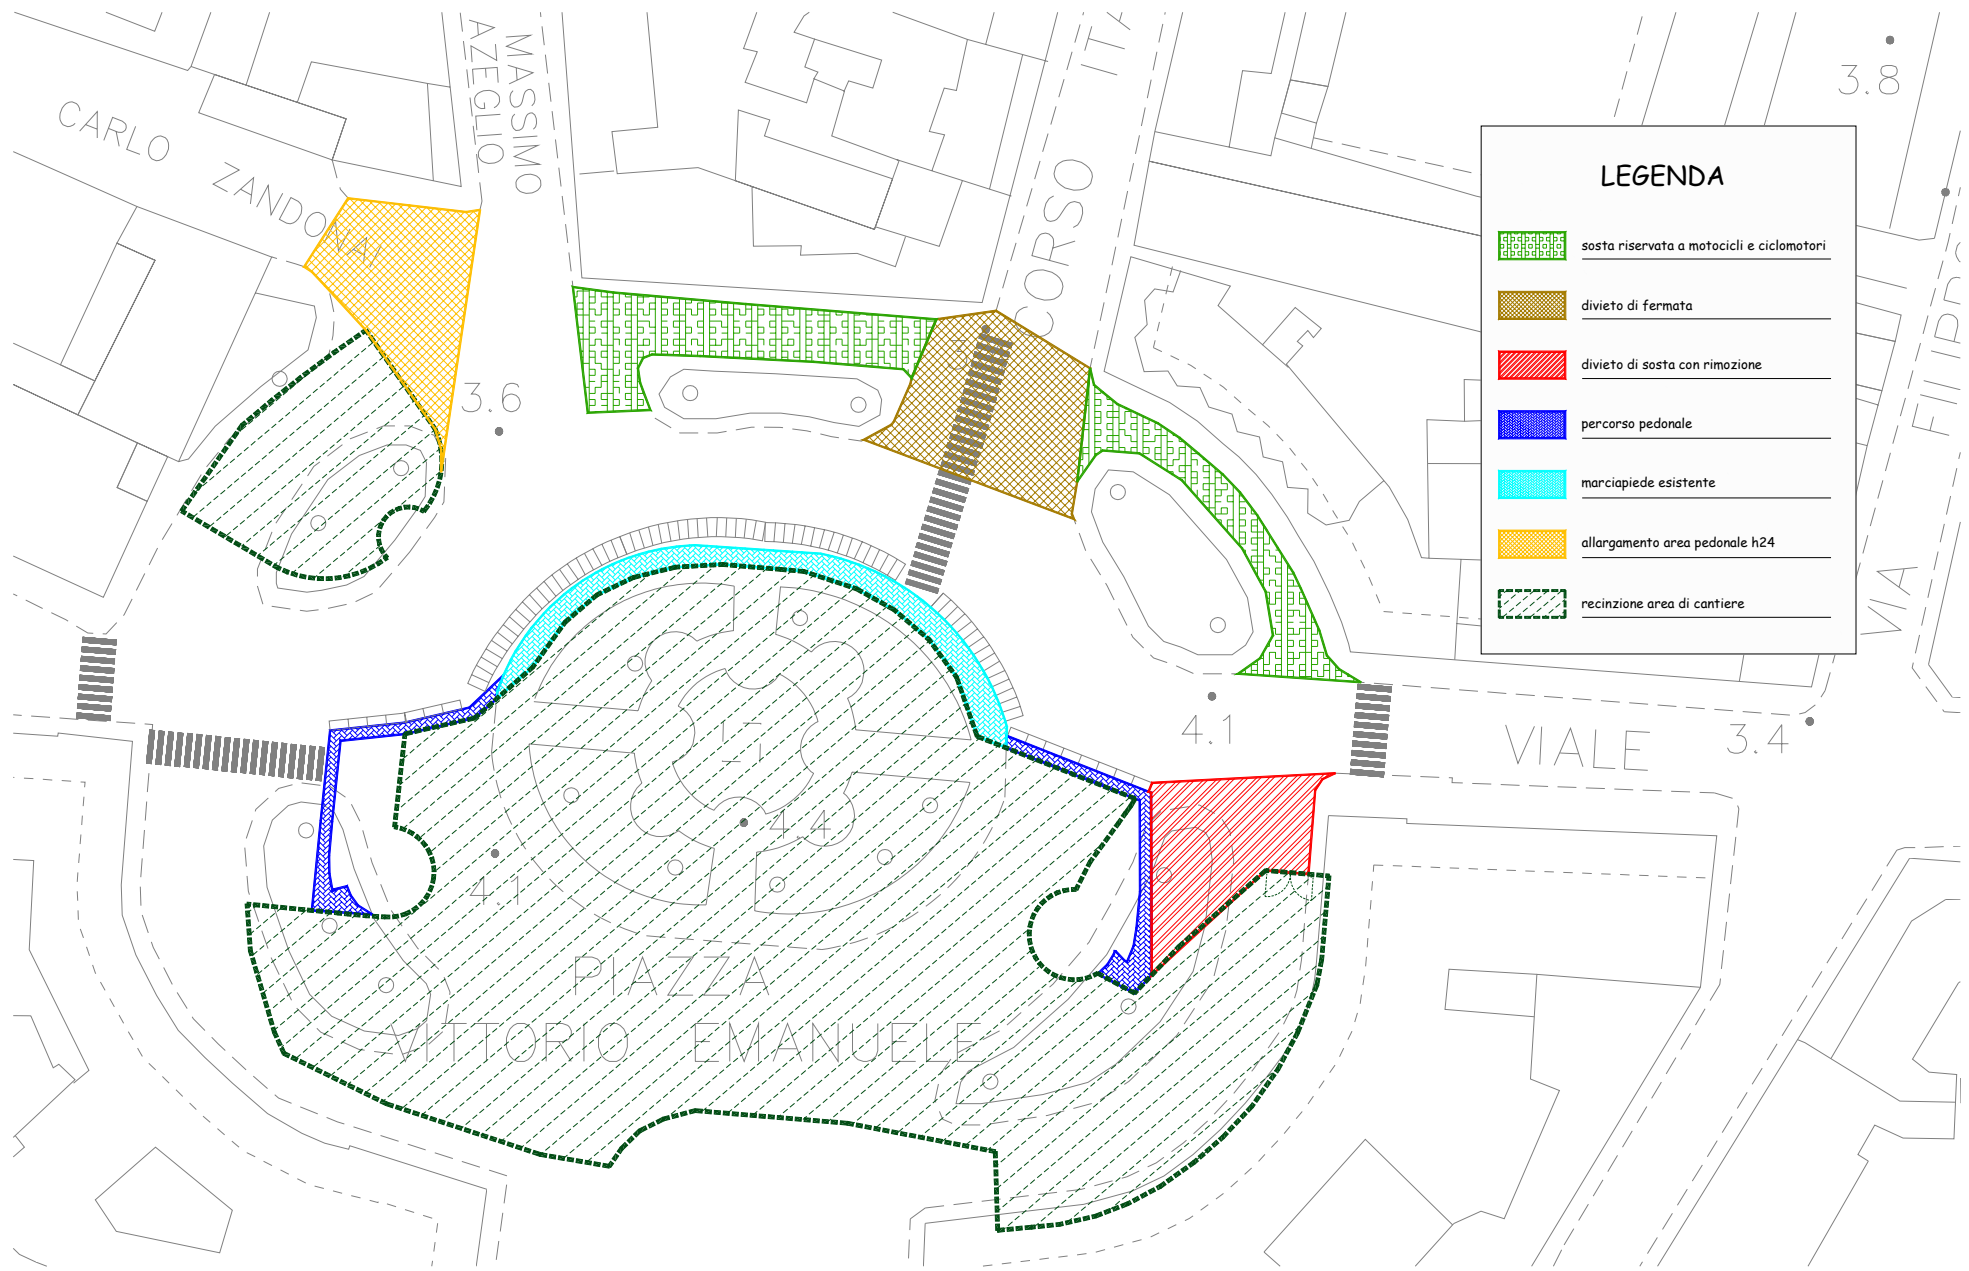 CARLO ZANDONAI
MASSIMO
AZEGLIO
CORSO
3.8
LEGENDA
sosta riservata a motocicli e ciclomotori
divieto di fermata
divieto di sosta con rimozione
percorso pedonale
marciapiede esistente
allargamento area pedonale h24
recinzione area di cantiere
3.6
4.1
VIALE
3.4
VIA
4.4
4.1
PIAZZA
VITTORIO EMANUELE